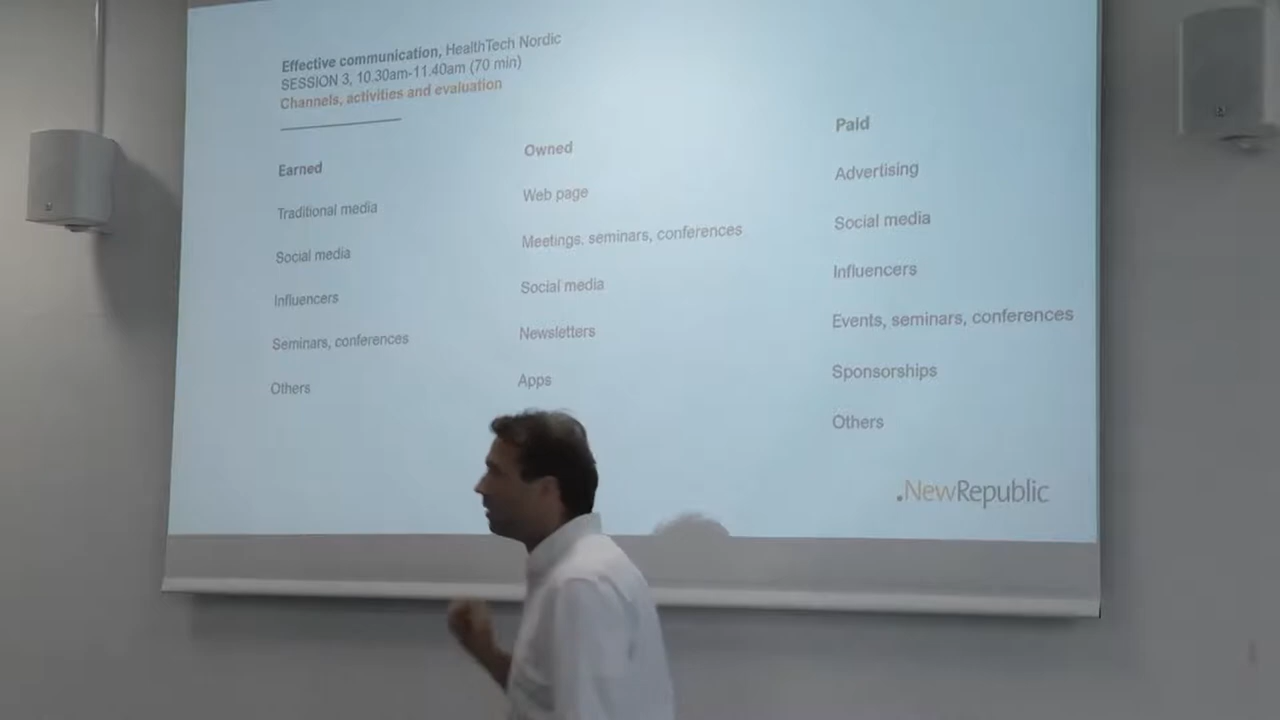 Effective communication, HealthTech Nordic
SESSION 3, 10.30am-11.40am (70 min)
Channels, activities and evaluation
Earned
Traditional media
Social media
Influencers
Seminars, conferences
Others
Owned
Web page
Meetings. seminars, conferences
Social media
Newsletters
Apps
Paid
Advertising
Social media
Influencers
Events, seminars, conferences
Sponsorships
Others
.NewRepublic